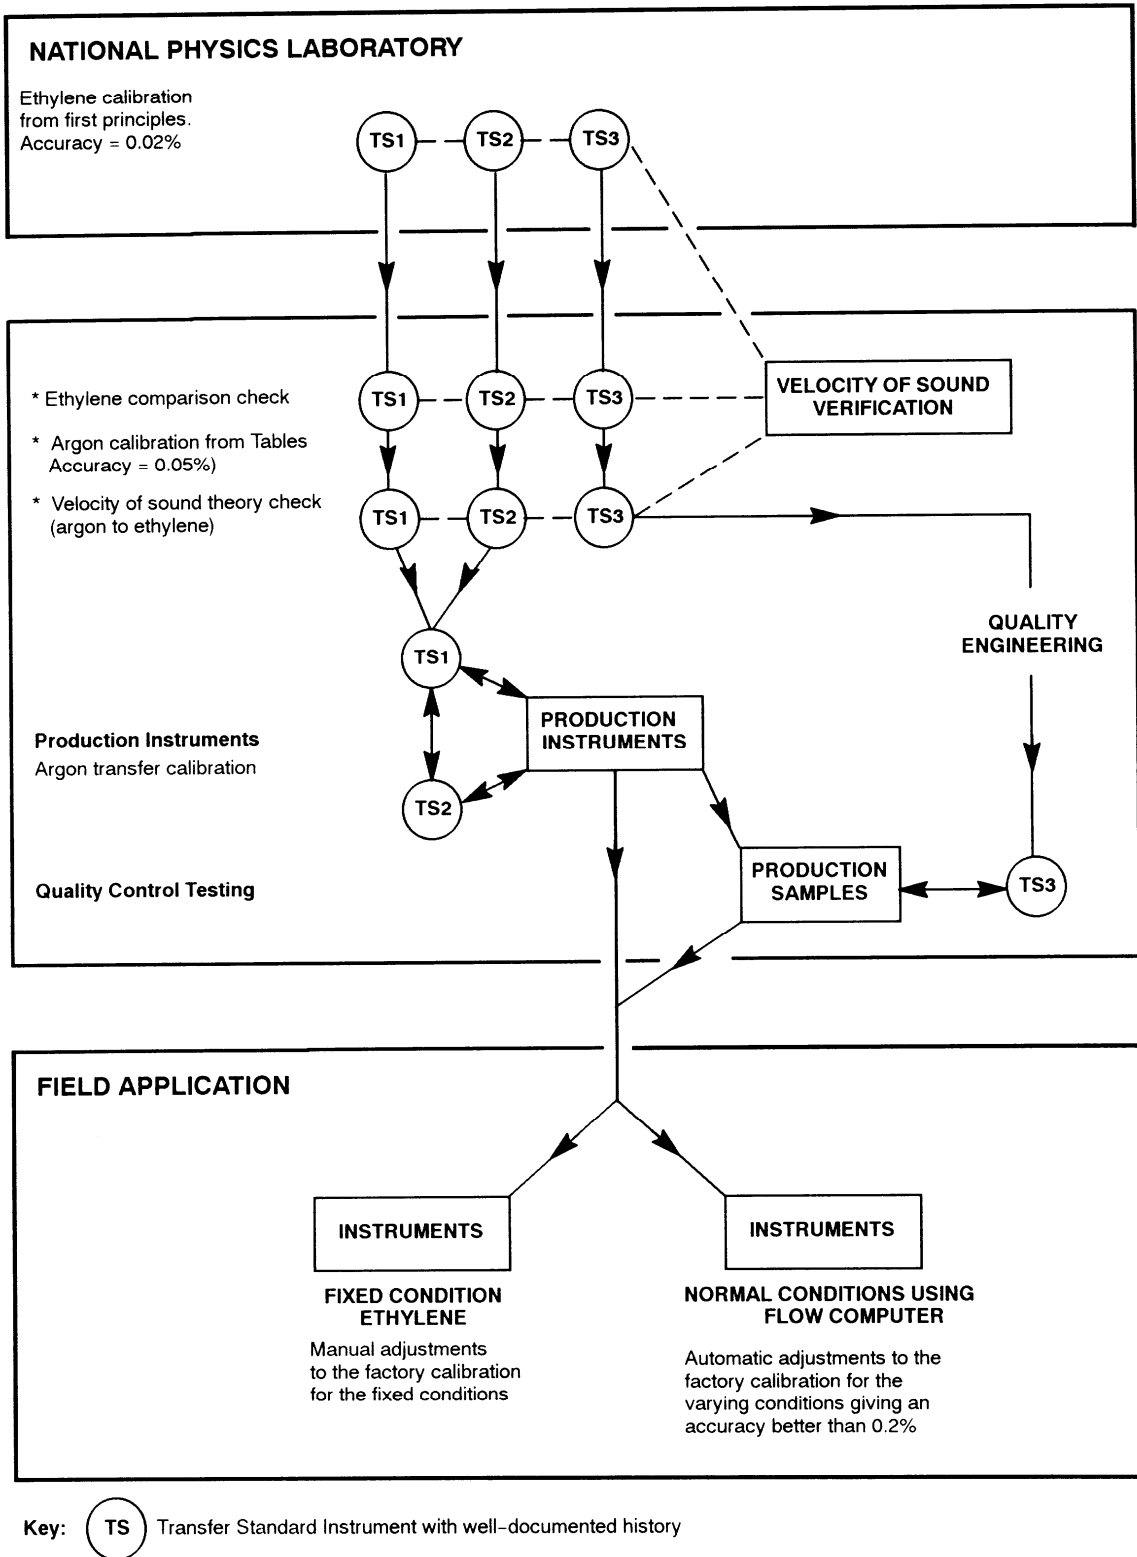 NATIONAL PHYSICS LABORATORY
Ethylene calibration
from first principles.
Accuracy = 0.02%
TS1
TS2
TS3
* Ethylene comparison check
TS1
TS2
TS3
VELOCITY OF SOUND
VERIFICATION
* Argon calibration from Tables
Accuracy = 0.05%)
* Velocity of sound theory check
(argon to ethylene)
TS1
TS2
TS3
QUALITY
ENGINEERING
TS1
PRODUCTION
INSTRUMENTS
Production Instruments
Argon transfer calibration
TS2
PRODUCTION
SAMPLES
TS3
Quality Control Testing
FIELD APPLICATION
INSTRUMENTS
FIXED CONDITION
ETHYLENE
Manual adjustments
to the factory calibration
for the fixed conditions
INSTRUMENTS
NORMAL CONDITIONS USING
FLOW COMPUTER
Automatic adjustments to the
factory calibration for the
varying conditions giving an
accuracy better than 0.2%
Key: TS Transfer Standard Instrument with well-documented history